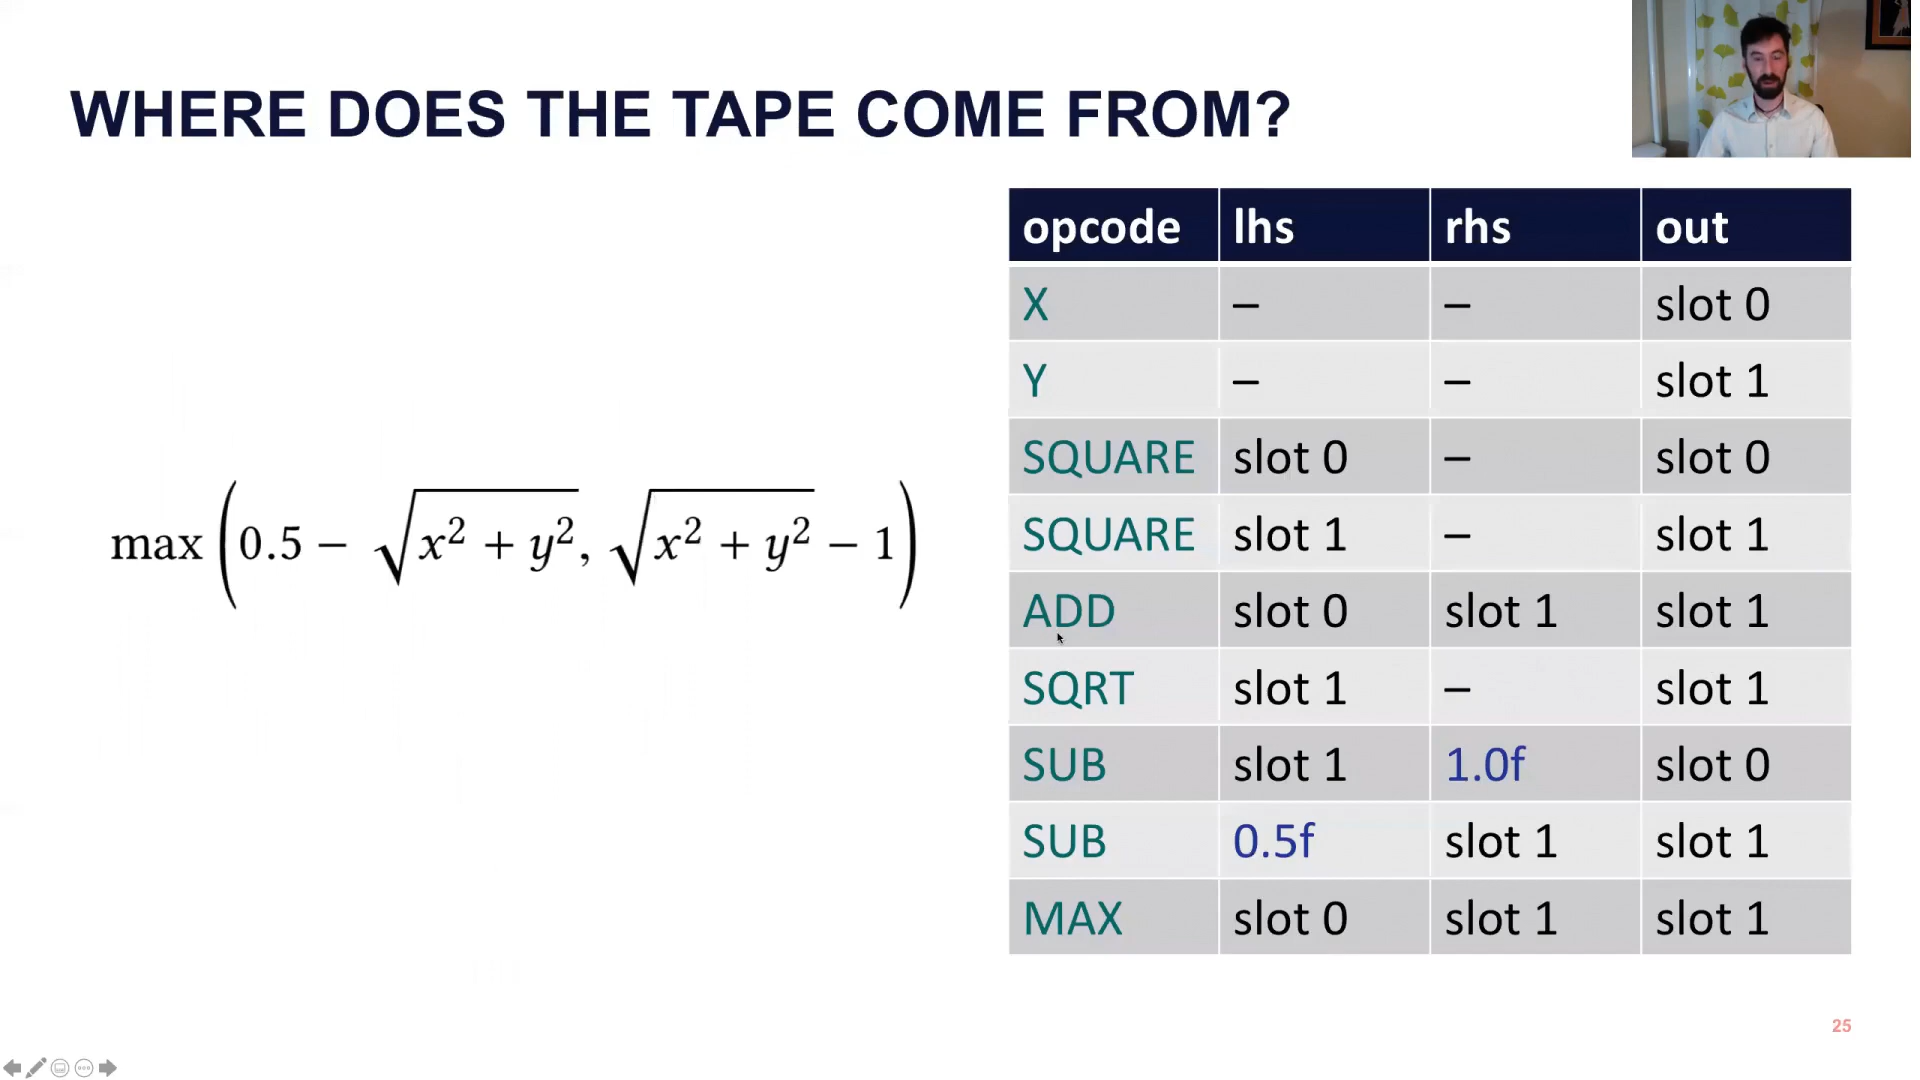 WHERE DOES THE TAPE COME FROM?
max(0.5 − √(x² + y²), √(x² + y²) − 1)
opcode lhs rhs out
X – – slot 0
Y – – slot 1
SQUARE slot 0 – slot 0
SQUARE slot 1 – slot 1
ADD slot 0 slot 1 slot 1
SQRT slot 1 – slot 1
SUB slot 1 1.0f slot 0
SUB 0.5f slot 1 slot 1
MAX slot 0 slot 1 slot 1
25